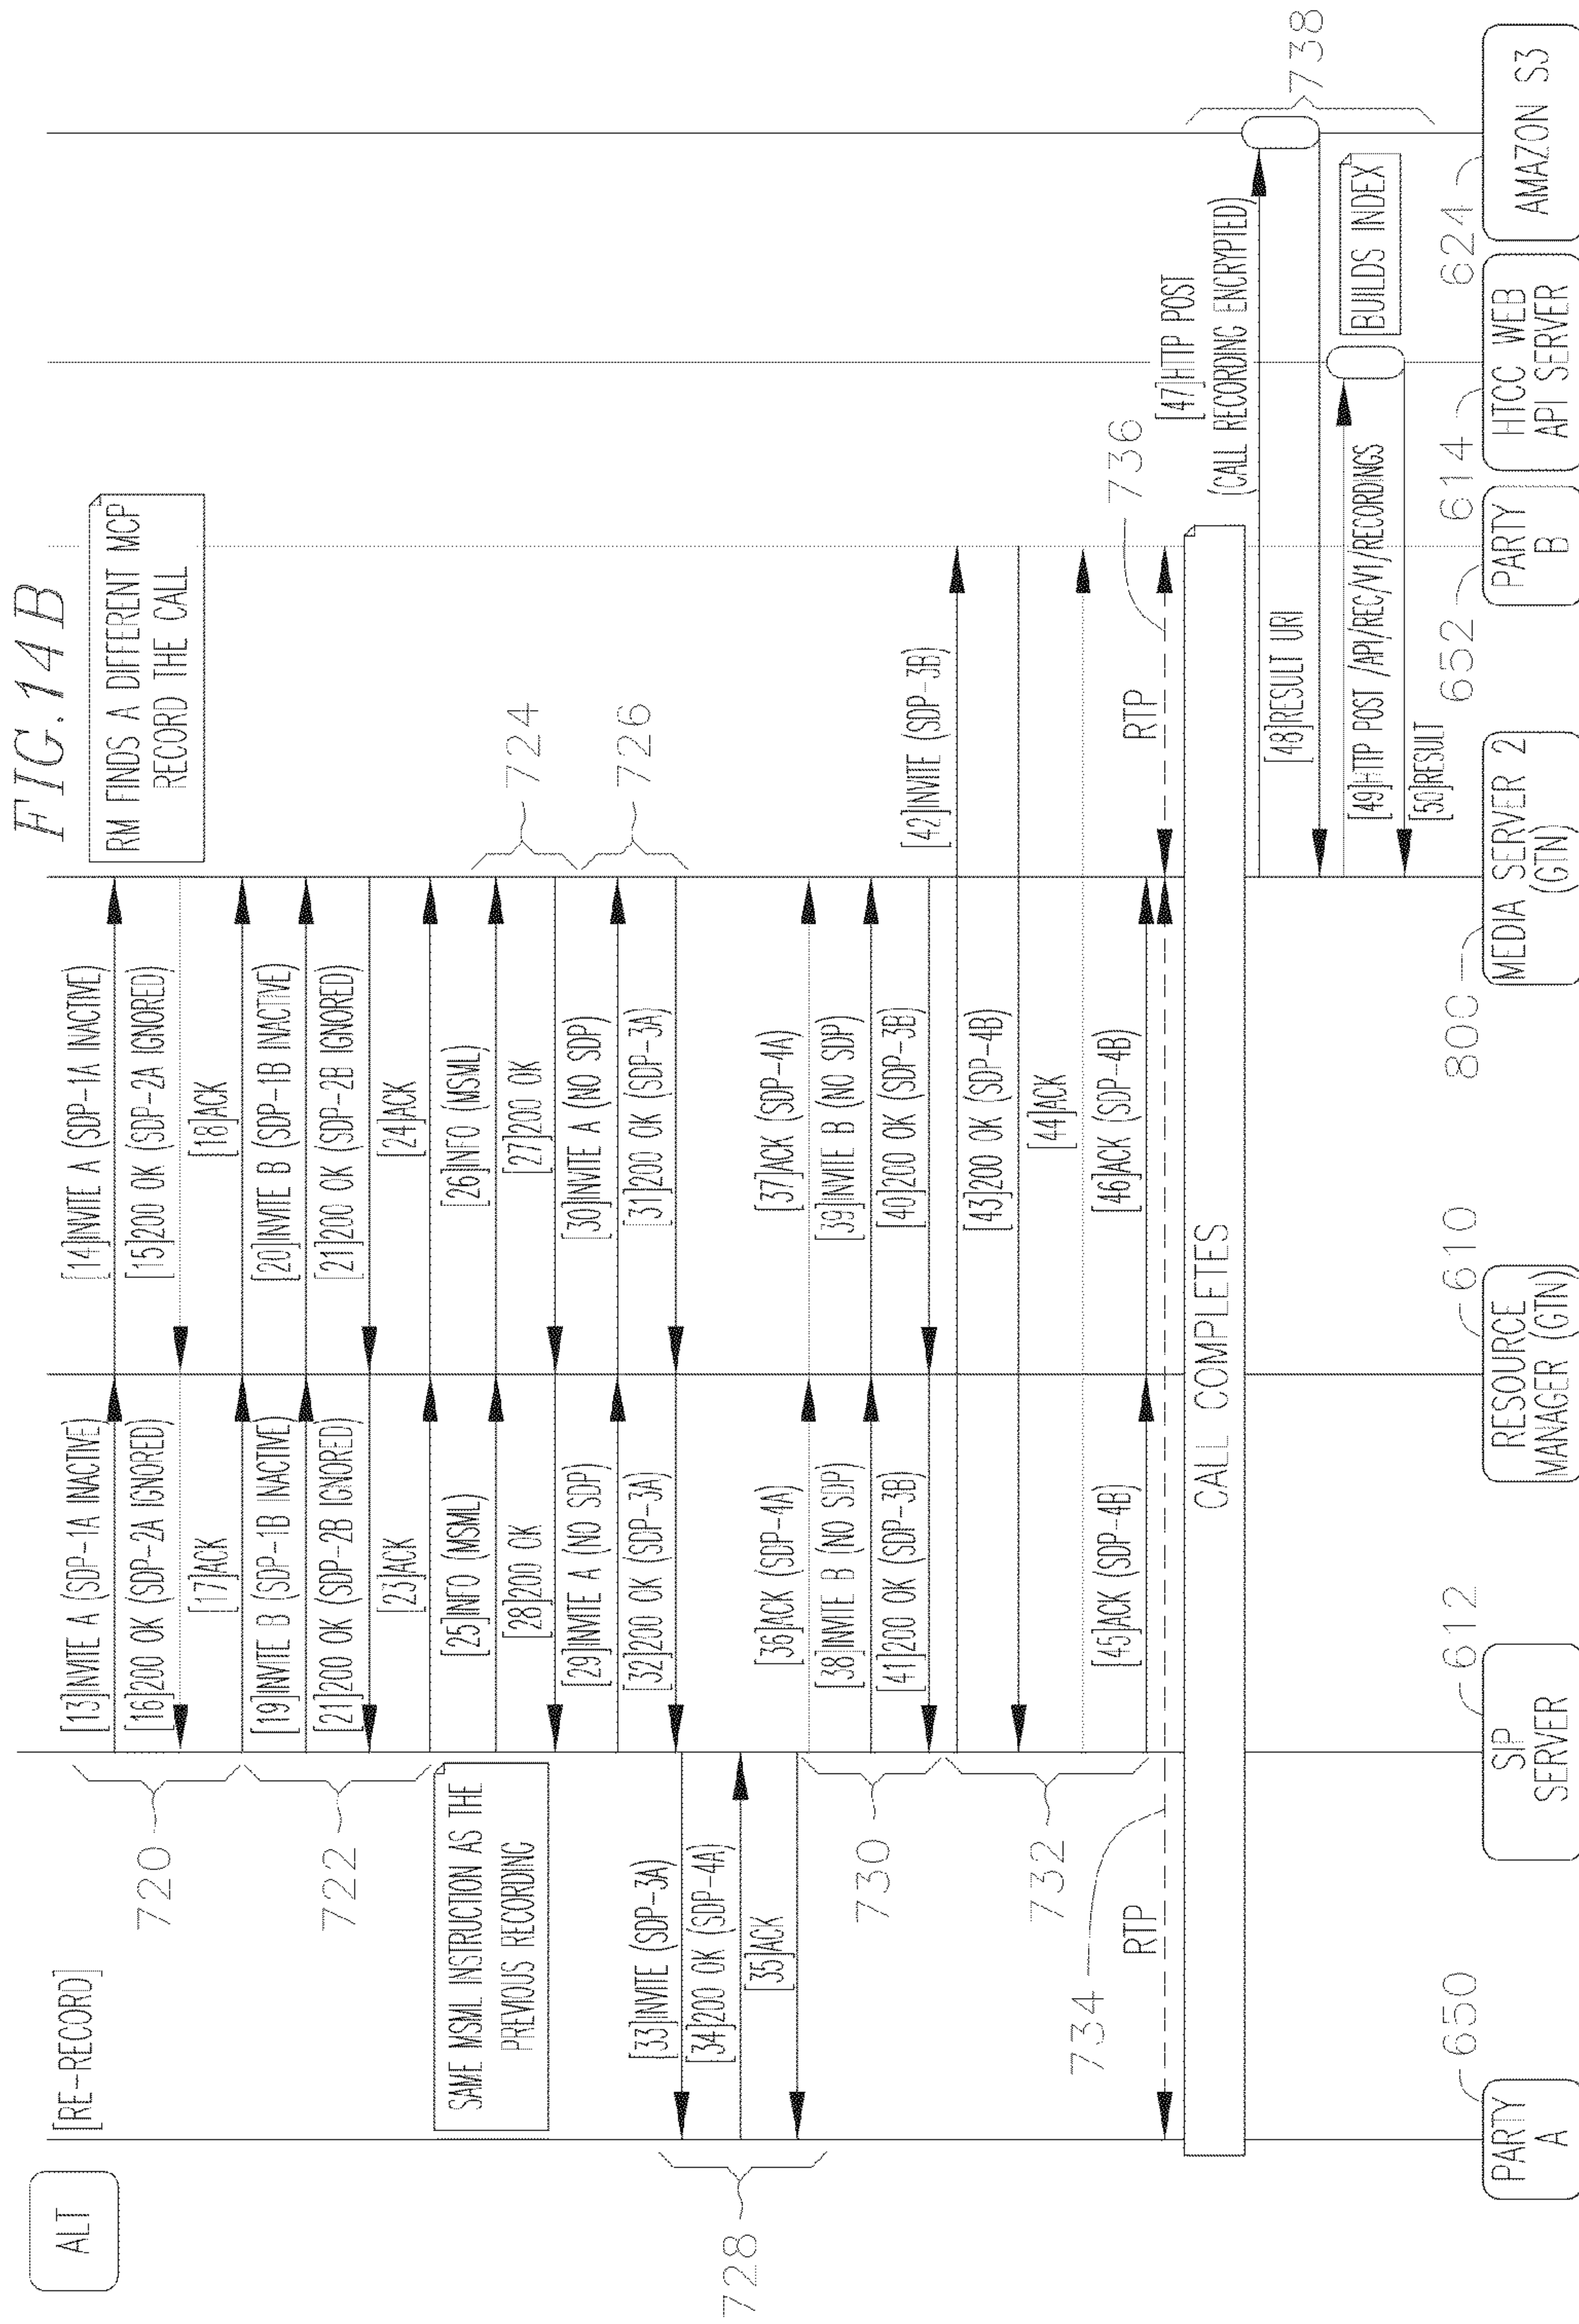 FIG.14B
ALT
[RE-RECORD]
RM FINDS A DIFFERENT MCP
RECORD THE CALL
[13]INVITE A (SDP-1A INACTIVE)
[14]INVITE A (SDP-1A INACTIVE)
[16]200 OK (SDP-2A IGNORED)
[15]200 OK (SDP-2A IGNORED)
720
[17]ACK
[18]ACK
[19]INVITE B (SDP-1B INACTIVE)
[20]INVITE B (SDP-1B INACTIVE)
[21]200 OK (SDP-2B IGNORED)
[21]200 OK (SDP-2B IGNORED)
722
[23]ACK
[24]ACK
SAME MSML INSTRUCTION AS THE
PREVIOUS RECORDING
[25]INFO (MSML)
[26]INFO (MSML)
[28]200 OK
[27]200 OK
724
[29]INVITE A (NO SDP)
[30]INVITE A (NO SDP)
[32]200 OK (SDP-3A)
[31]200 OK (SDP-3A)
726
[33]INVITE (SDP-3A)
[34]200 OK (SDP-4A)
[35]ACK
728
[36]ACK (SDP-4A)
[37]ACK (SDP-4A)
[38]INVITE B (NO SDP)
[39]INVITE B (NO SDP)
730
[41]200 OK (SDP-3B)
[40]200 OK (SDP-3B)
[42]INVITE (SDP-3B)
[43]200 OK (SDP-4B)
732
[44]ACK
[45]ACK (SDP-4B)
[46]ACK (SDP-4B)
734
RTP
RTP
736
CALL COMPLETES
[47]HTTP POST
(CALL RECORDING ENCRYPTED)
[48]RESULT URI
738
[49]HTTP POST /API/REC/V1/RECORDINGS
BUILDS INDEX
[50]RESULT
650
612
610
800
652
614
624
PARTY
A
SIP
SERVER
RESOURCE
MANAGER (GTN)
MEDIA SERVER 2
(GTN)
PARTY
B
HTCC WEB
API SERVER
AMAZON S3